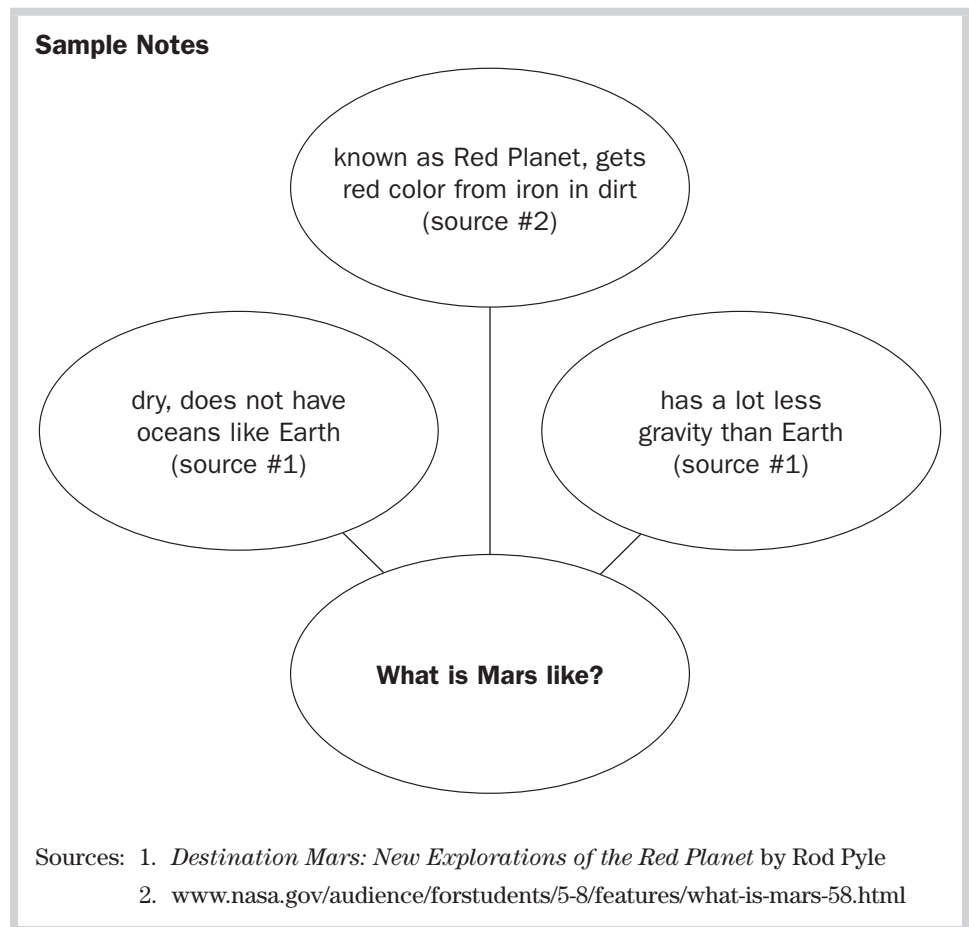 Sample Notes
known as Red Planet, gets
red color from iron in dirt
(source #2)
dry, does not have
oceans like Earth
(source #1)
has a lot less
gravity than Earth
(source #1)
What is Mars like?
Sources: 1. Destination Mars: New Explorations of the Red Planet by Rod Pyle
2. www.nasa.gov/audience/forstudents/5-8/features/what-is-mars-58.html